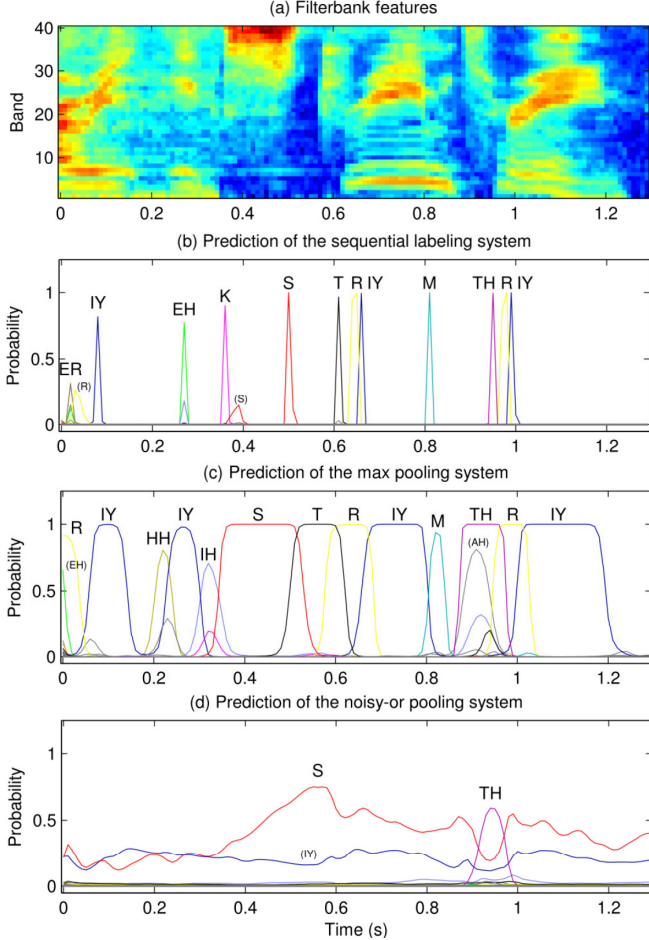 (a) Filterbank features
40
30
20
10
Band
0 0.2 0.4 0.6 0.8 1 1.2
(b) Prediction of the sequential labeling system
1
0.5
0
Probability
ER (R) IY EH K (S) S T R IY M TH R IY
0 0.2 0.4 0.6 0.8 1 1.2
(c) Prediction of the max pooling system
1
0.5
0
Probability
R (EH) IY HH IY IH S T R IY M TH (AH) R IY
0 0.2 0.4 0.6 0.8 1 1.2
(d) Prediction of the noisy-or pooling system
1
0.5
0
Probability
S (IY) TH
0 0.2 0.4 0.6 0.8 1 1.2
Time (s)